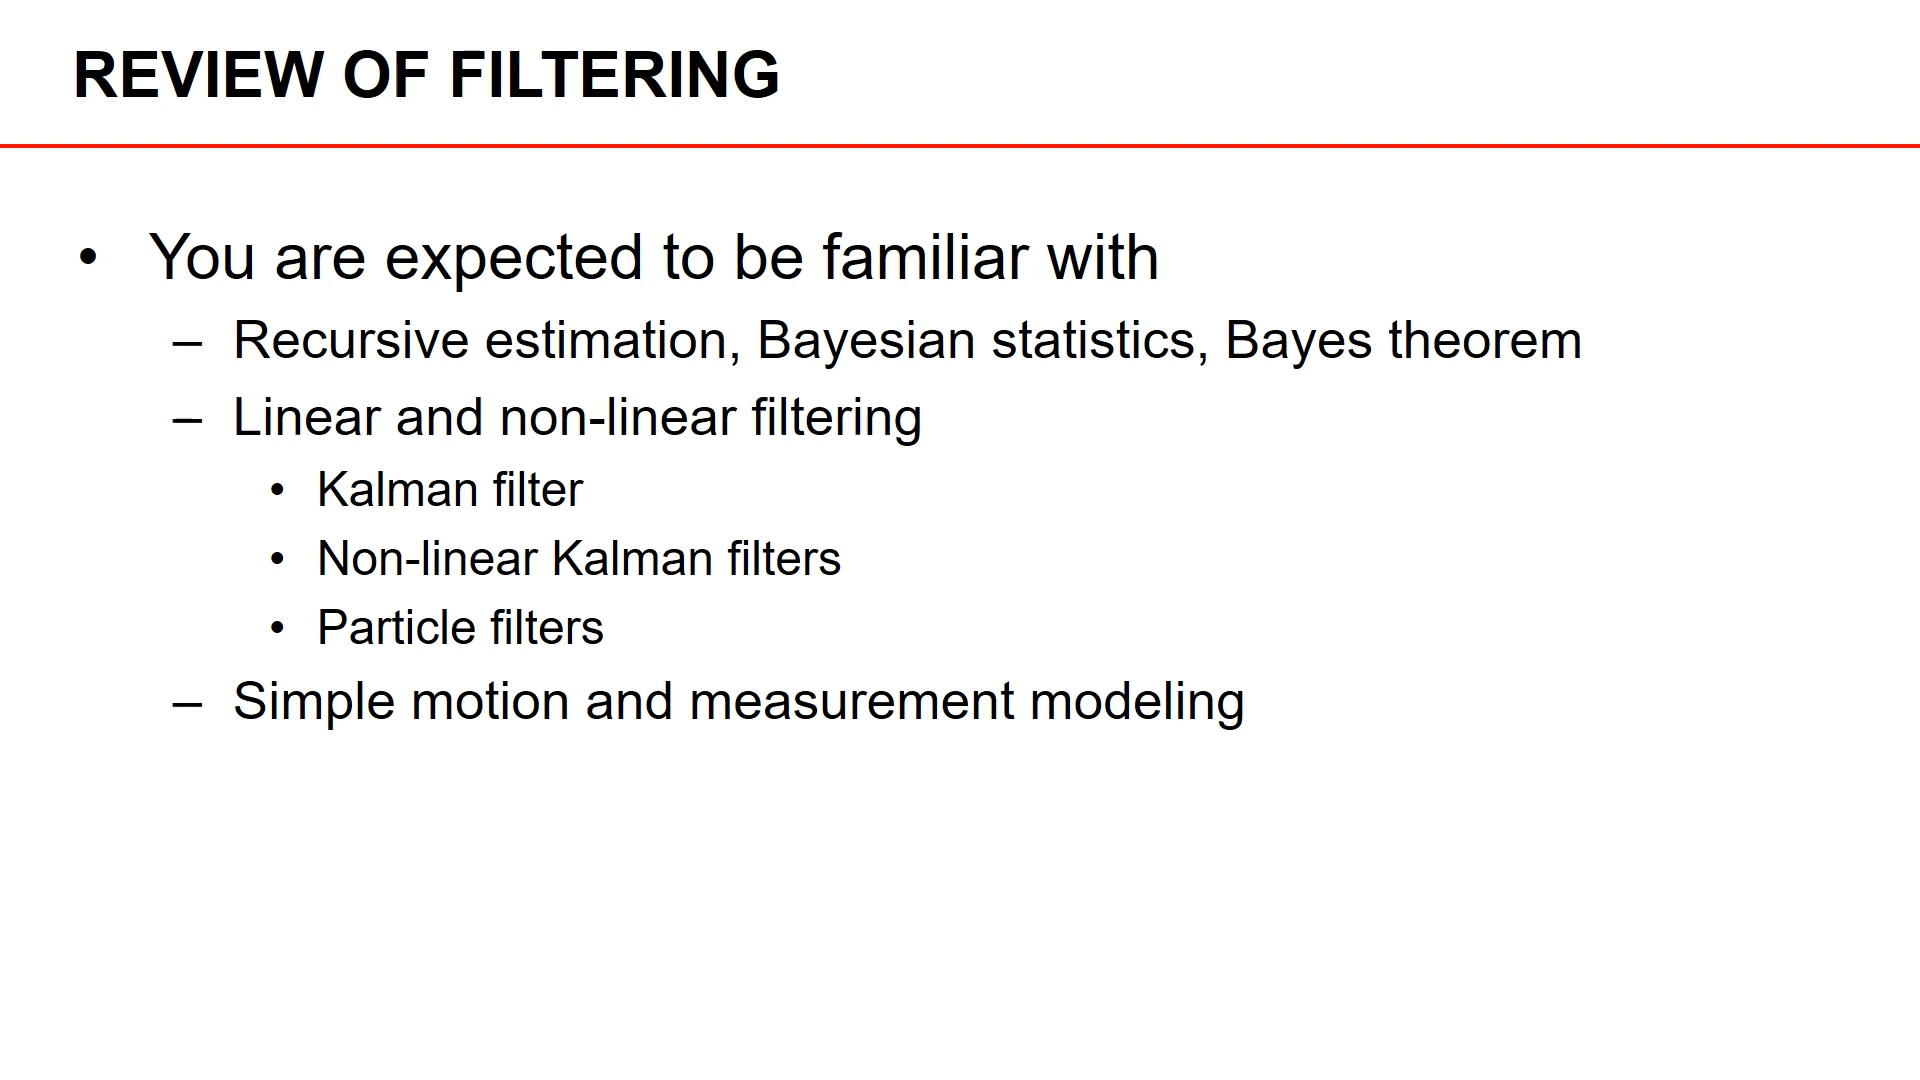 REVIEW OF FILTERING
• You are expected to be familiar with
– Recursive estimation, Bayesian statistics, Bayes theorem
– Linear and non-linear filtering
• Kalman filter
• Non-linear Kalman filters
• Particle filters
– Simple motion and measurement modeling